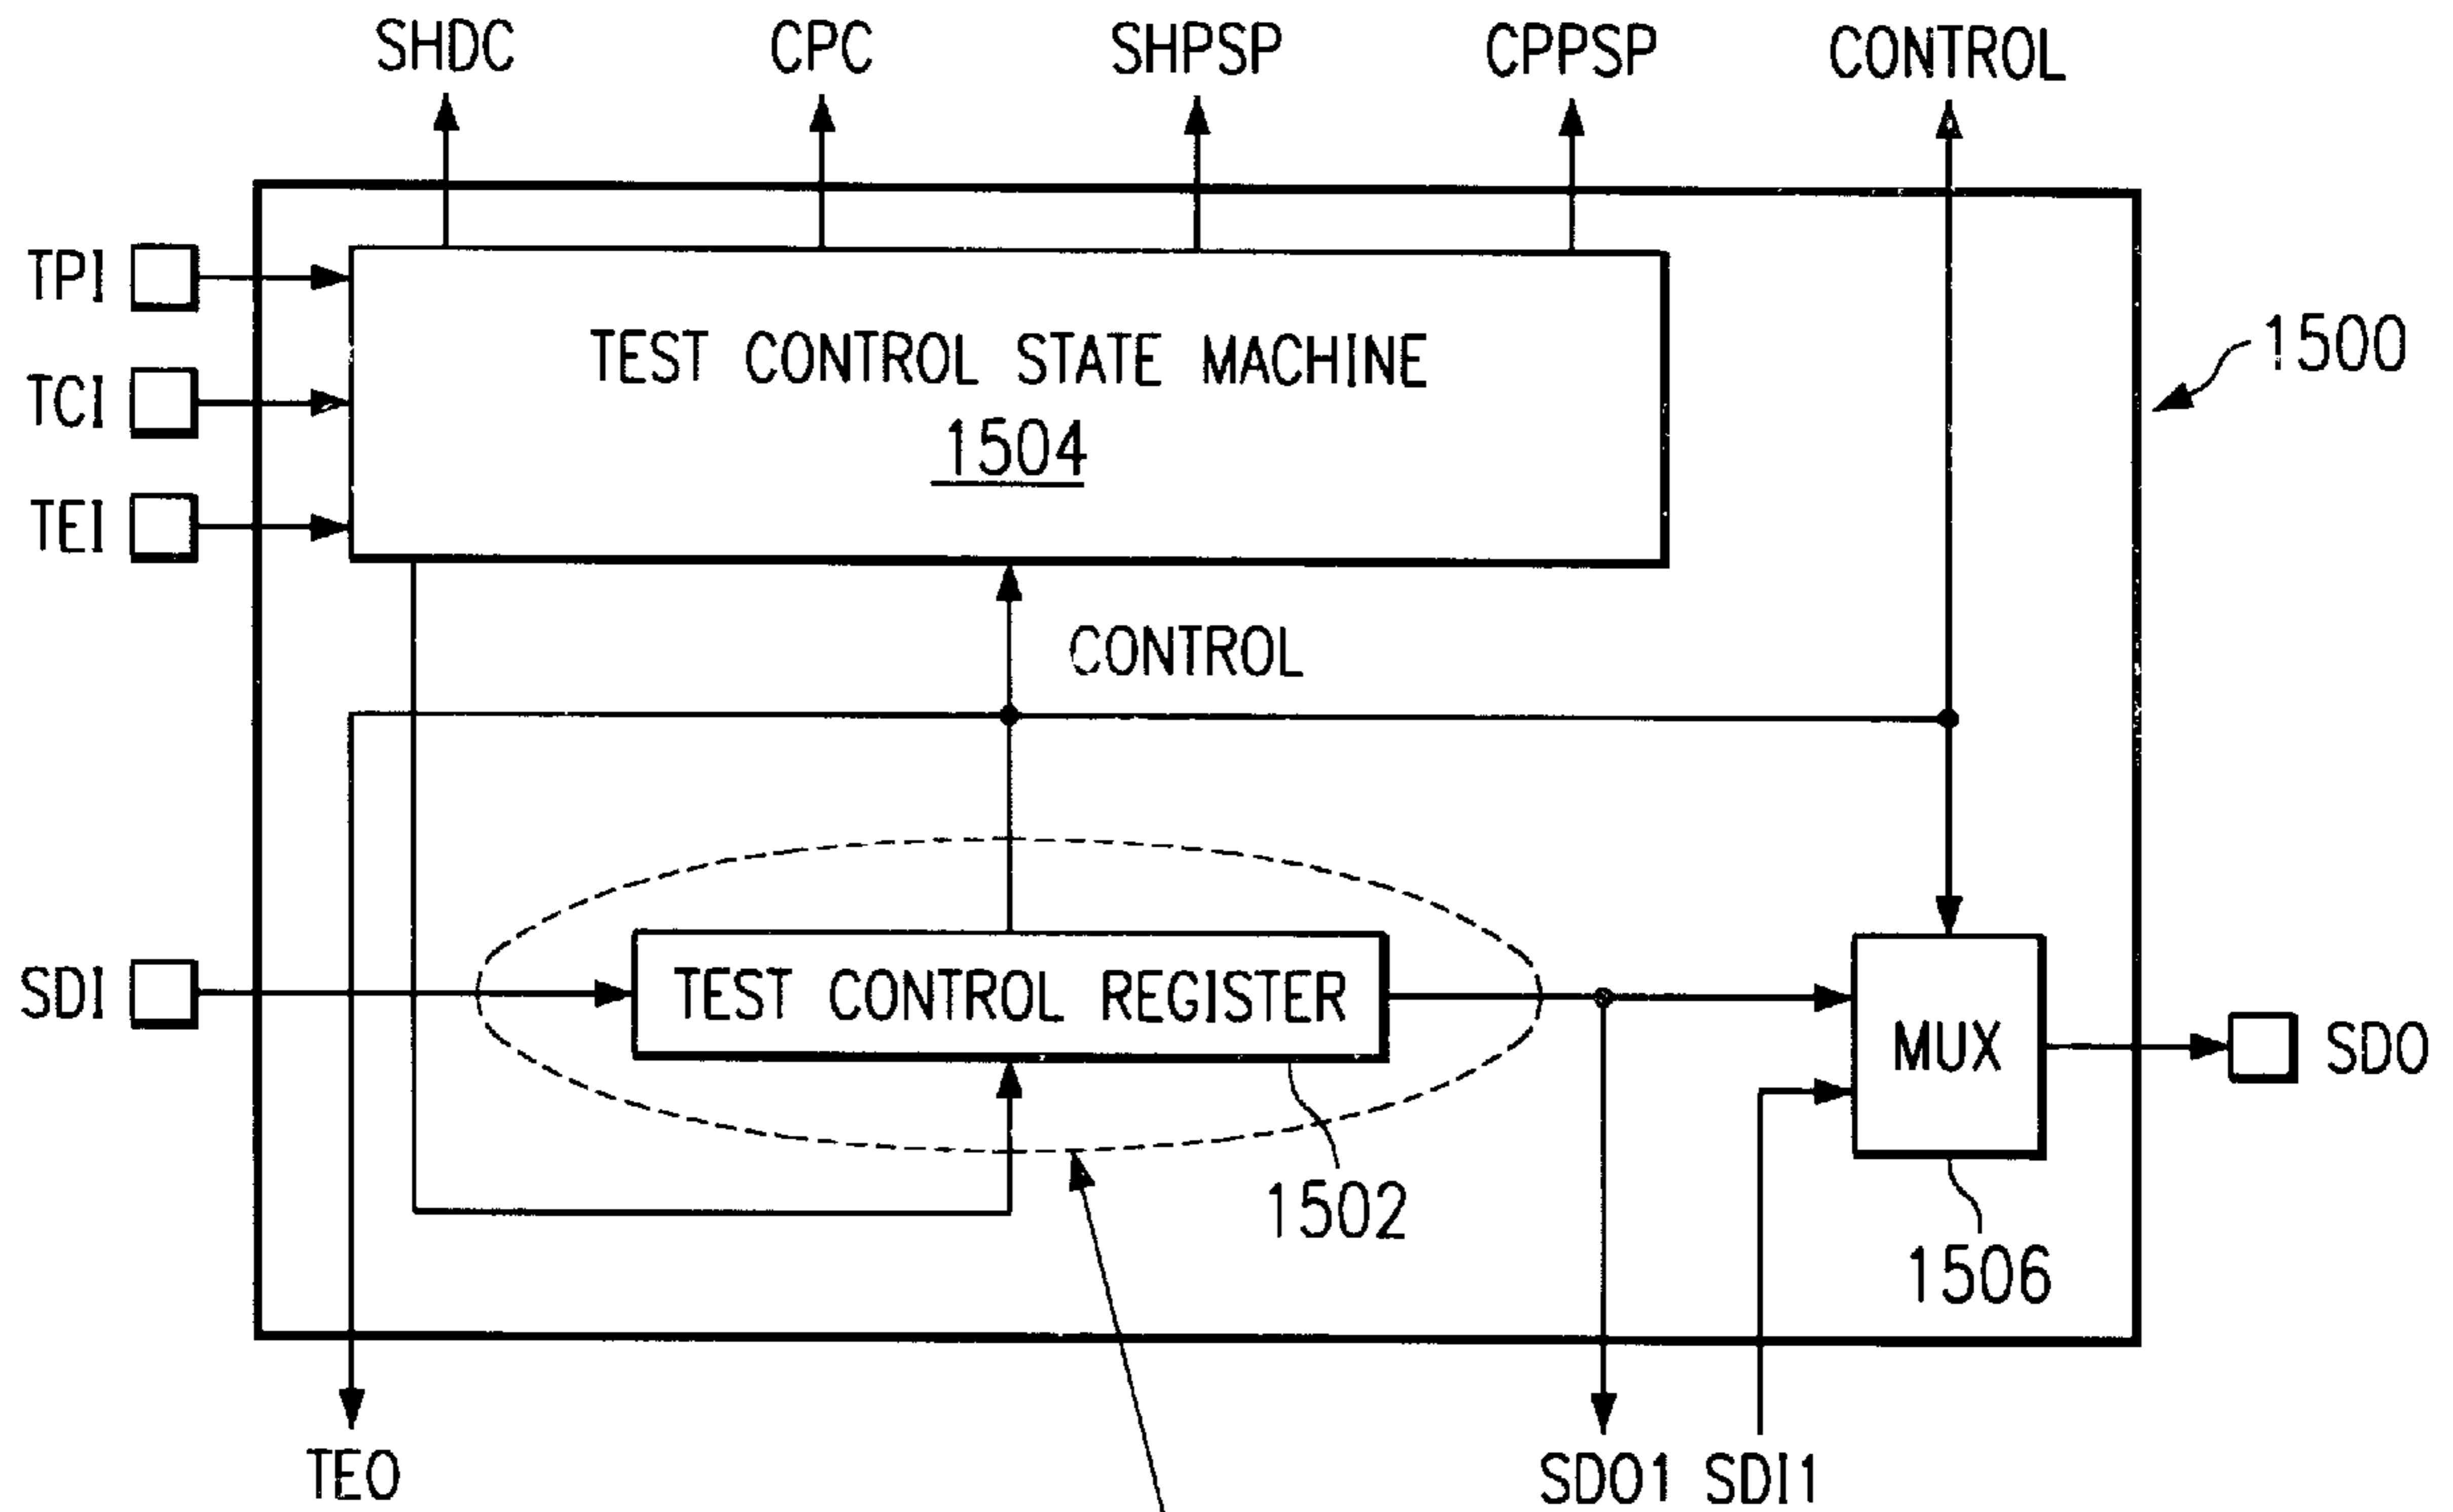 SHDC CPC SHPSP CPPSP CONTROL
TPI
TEST CONTROL STATE MACHINE
1500
TCI
1504
TEI
CONTROL
SDI
TEST CONTROL REGISTER
MUX
SDO
1502
1506
TEO
SDO1 SDI1